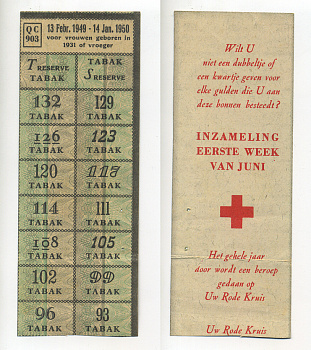 QC 903
13 Febr. 1949 - 14 Jan. 1950
voor vrouwen geboren in
1931 of vroeger
T RESERVE TABAK
TABAK S RESERVE
132 TABAK
129 TABAK
126 TABAK
123 TABAK
120 TABAK
117 TABAK
114 TABAK
111 TABAK
108 TABAK
105 TABAK
102 TABAK
99 TABAK
96 TABAK
93 TABAK
Wilt U
niet een dubbeltje of
een kwartje geven voor
elke gulden die U aan
deze bonnen besteedt?
INZAMELING
EERSTE WEEK
VAN JUNI
Het gehele jaar
door wordt een beroep
gedaan op
Uw Rode Kruis
Uw Rode Kruis